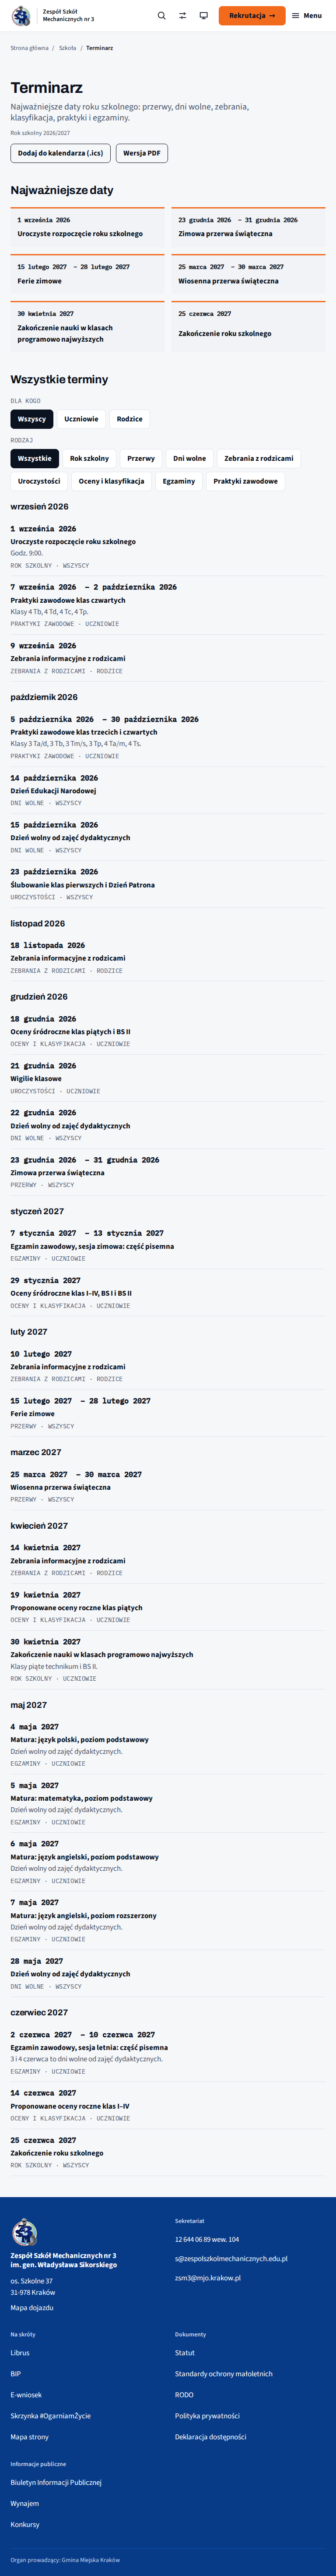 Zespół Szkół
Mechanicznych nr 3
Rekrutacja →
Menu
Strona główna / Szkoła / Terminarz
Terminarz
Najważniejsze daty roku szkolnego: przerwy, dni wolne, zebrania,
klasyfikacja, praktyki i egzaminy.
Rok szkolny 2026/2027
Dodaj do kalendarza (.ics)
Wersja PDF
Najważniejsze daty
1 września 2026
Uroczyste rozpoczęcie roku szkolnego
23 grudnia 2026 – 31 grudnia 2026
Zimowa przerwa świąteczna
15 lutego 2027 – 28 lutego 2027
Ferie zimowe
25 marca 2027 – 30 marca 2027
Wiosenna przerwa świąteczna
30 kwietnia 2027
Zakończenie nauki w klasach
programowo najwyższych
25 czerwca 2027
Zakończenie roku szkolnego
Wszystkie terminy
DLA KOGO
Wszyscy
Uczniowie
Rodzice
RODZAJ
Wszystkie
Rok szkolny
Przerwy
Dni wolne
Zebrania z rodzicami
Uroczystości
Oceny i klasyfikacja
Egzaminy
Praktyki zawodowe
wrzesień 2026
1 września 2026
Uroczyste rozpoczęcie roku szkolnego
Godz. 9:00.
ROK SZKOLNY · WSZYSCY
7 września 2026 – 2 października 2026
Praktyki zawodowe klas czwartych
Klasy 4 Tb, 4 Td, 4 Tc, 4 Tp.
PRAKTYKI ZAWODOWE · UCZNIOWIE
9 września 2026
Zebrania informacyjne z rodzicami
ZEBRANIA Z RODZICAMI · RODZICE
październik 2026
5 października 2026 – 30 października 2026
Praktyki zawodowe klas trzecich i czwartych
Klasy 3 Ta/d, 3 Tb, 3 Tm/s, 3 Tp, 4 Ta/m, 4 Ts.
PRAKTYKI ZAWODOWE · UCZNIOWIE
14 października 2026
Dzień Edukacji Narodowej
DNI WOLNE · WSZYSCY
15 października 2026
Dzień wolny od zajęć dydaktycznych
DNI WOLNE · WSZYSCY
23 października 2026
Ślubowanie klas pierwszych i Dzień Patrona
UROCZYSTOŚCI · WSZYSCY
listopad 2026
18 listopada 2026
Zebrania informacyjne z rodzicami
ZEBRANIA Z RODZICAMI · RODZICE
grudzień 2026
18 grudnia 2026
Oceny śródroczne klas piątych i BS II
OCENY I KLASYFIKACJA · UCZNIOWIE
21 grudnia 2026
Wigilie klasowe
UROCZYSTOŚCI · UCZNIOWIE
22 grudnia 2026
Dzień wolny od zajęć dydaktycznych
DNI WOLNE · WSZYSCY
23 grudnia 2026 – 31 grudnia 2026
Zimowa przerwa świąteczna
PRZERWY · WSZYSCY
styczeń 2027
7 stycznia 2027 – 13 stycznia 2027
Egzamin zawodowy, sesja zimowa: część pisemna
EGZAMINY · UCZNIOWIE
29 stycznia 2027
Oceny śródroczne klas I–IV, BS I i BS II
OCENY I KLASYFIKACJA · UCZNIOWIE
luty 2027
10 lutego 2027
Zebrania informacyjne z rodzicami
ZEBRANIA Z RODZICAMI · RODZICE
15 lutego 2027 – 28 lutego 2027
Ferie zimowe
PRZERWY · WSZYSCY
marzec 2027
25 marca 2027 – 30 marca 2027
Wiosenna przerwa świąteczna
PRZERWY · WSZYSCY
kwiecień 2027
14 kwietnia 2027
Zebrania informacyjne z rodzicami
ZEBRANIA Z RODZICAMI · RODZICE
19 kwietnia 2027
Proponowane oceny roczne klas piątych
OCENY I KLASYFIKACJA · UCZNIOWIE
30 kwietnia 2027
Zakończenie nauki w klasach programowo najwyższych
Klasy piąte technikum i BS II.
ROK SZKOLNY · UCZNIOWIE
maj 2027
4 maja 2027
Matura: język polski, poziom podstawowy
Dzień wolny od zajęć dydaktycznych.
EGZAMINY · UCZNIOWIE
5 maja 2027
Matura: matematyka, poziom podstawowy
Dzień wolny od zajęć dydaktycznych.
EGZAMINY · UCZNIOWIE
6 maja 2027
Matura: język angielski, poziom podstawowy
Dzień wolny od zajęć dydaktycznych.
EGZAMINY · UCZNIOWIE
7 maja 2027
Matura: język angielski, poziom rozszerzony
Dzień wolny od zajęć dydaktycznych.
EGZAMINY · UCZNIOWIE
28 maja 2027
Dzień wolny od zajęć dydaktycznych
DNI WOLNE · WSZYSCY
czerwiec 2027
2 czerwca 2027 – 10 czerwca 2027
Egzamin zawodowy, sesja letnia: część pisemna
3 i 4 czerwca to dni wolne od zajęć dydaktycznych.
EGZAMINY · UCZNIOWIE
14 czerwca 2027
Proponowane oceny roczne klas I–IV
OCENY I KLASYFIKACJA · UCZNIOWIE
25 czerwca 2027
Zakończenie roku szkolnego
ROK SZKOLNY · WSZYSCY
Zespół Szkół Mechanicznych nr 3
im. gen. Władysława Sikorskiego
os. Szkolne 37
31-978 Kraków
Mapa dojazdu
Sekretariat
12 644 06 89 wew. 104
s@zespolszkolmechanicznych.edu.pl
zsm3@mjo.krakow.pl
Na skróty
Librus
BIP
E-wniosek
Skrzynka #OgarniamŻycie
Mapa strony
Dokumenty
Statut
Standardy ochrony małoletnich
RODO
Polityka prywatności
Deklaracja dostępności
Informacje publiczne
Biuletyn Informacji Publicznej
Wynajem
Konkursy
Organ prowadzący: Gmina Miejska Kraków